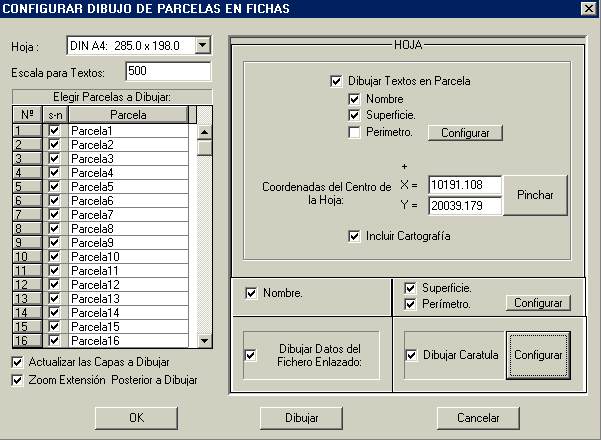 CONFIGURAR DIBUJO DE PARCELAS EN FICHAS
Hoja :
DIN A4: 285.0 x 198.0
Escala para Textos:
500
Elegir Parcelas a Dibujar:
Nº s-n Parcela
1 Parcela1
2 Parcela2
3 Parcela3
4 Parcela4
5 Parcela5
6 Parcela6
7 Parcela7
8 Parcela8
9 Parcela9
10 Parcela10
11 Parcela11
12 Parcela12
13 Parcela13
14 Parcela14
15 Parcela15
16 Parcela16
Actualizar las Capas a Dibujar
Zoom Extensión Posterior a Dibujar
HOJA
Dibujar Textos en Parcela
Nombre
Superficie.
Perimetro.
Configurar
+
Coordenadas del Centro de
la Hoja:
X = 10191.108
Y = 20039.179
Pinchar
Incluir Cartografía
Nombre.
Superficie.
Perímetro.
Configurar
Dibujar Datos del
Fichero Enlazado:
Dibujar Caratula
Configurar
OK
Dibujar
Cancelar